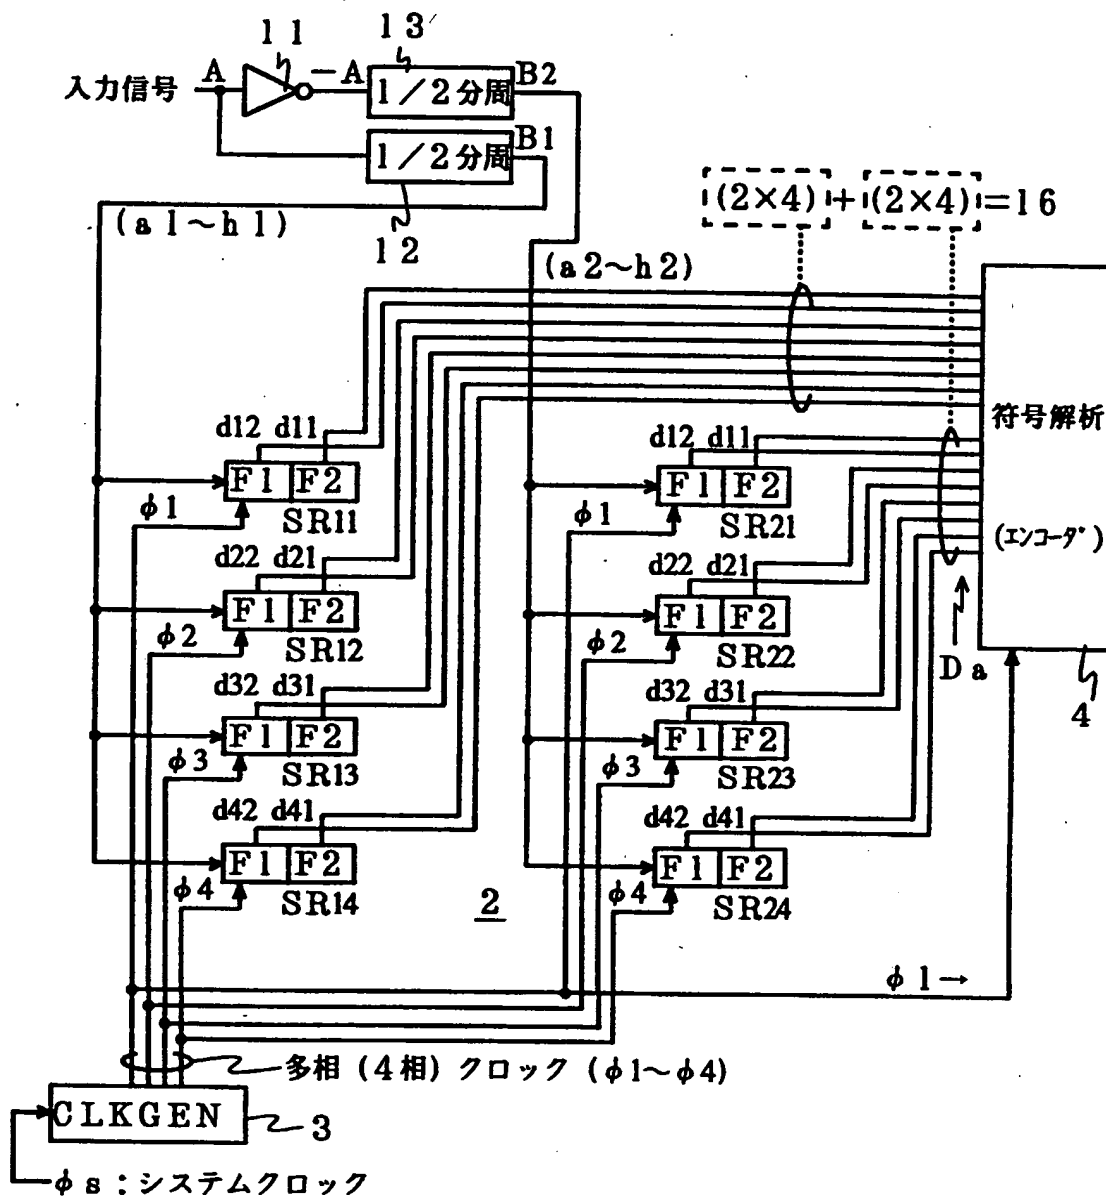 11
13
入力信号
A
−A
1/2分周
B2
1/2分周
B1
12
(a1〜h1)
(a2〜h2)
(2×4)+(2×4)=16
符号解析
(エンコーダ)
Da
4
d12 d11
F1 F2
SR11
φ1
d22 d21
F1 F2
SR12
φ2
d32 d31
F1 F2
SR13
φ3
d42 d41
F1 F2
SR14
φ4
d12 d11
F1 F2
SR21
φ1
d22 d21
F1 F2
SR22
φ2
d32 d31
F1 F2
SR23
φ3
d42 d41
F1 F2
SR24
φ4
2
φ1→
多相(4相)クロック(φ1〜φ4)
CLKGEN
3
φs:システムクロック